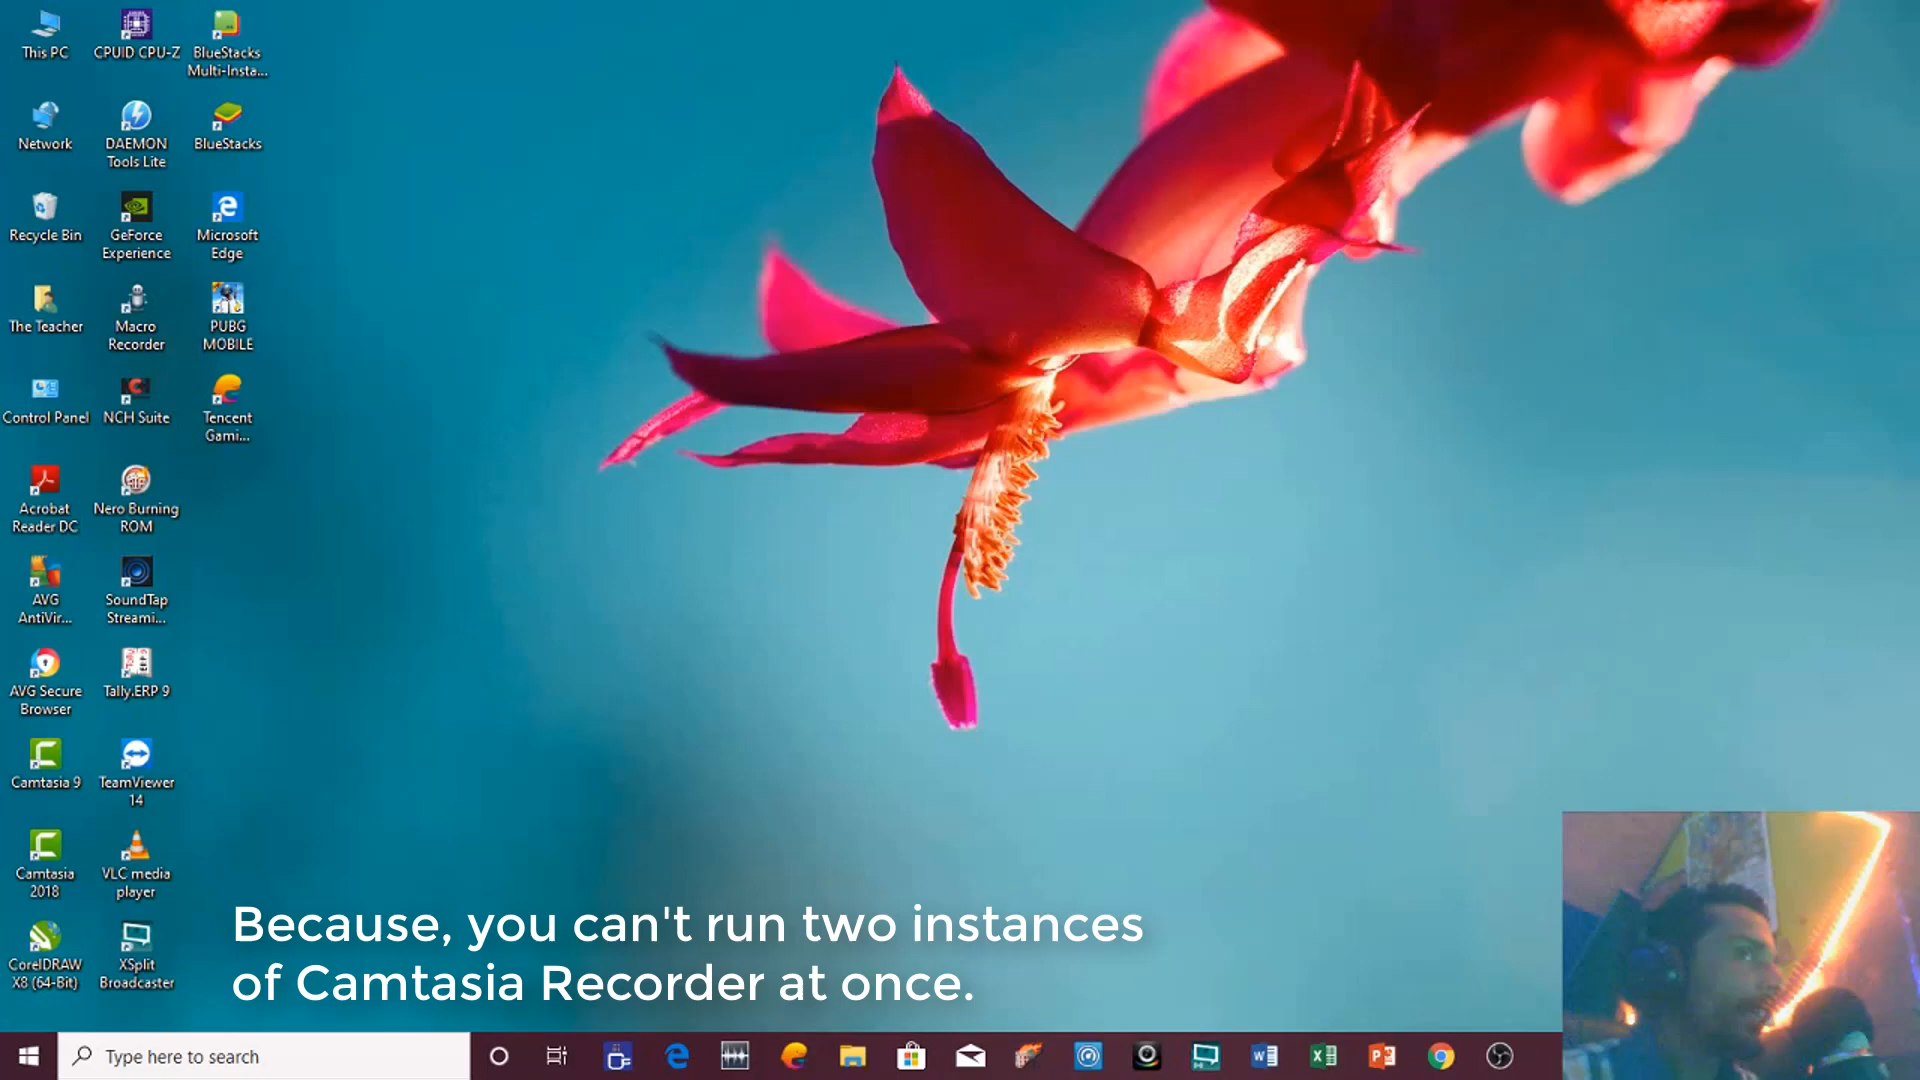 This PC
CPUID CPU-Z
BlueStacks
Multi-Insta...
Network
DAEMON
Tools Lite
BlueStacks
Recycle Bin
GeForce
Experience
Microsoft
Edge
The Teacher
Macro
Recorder
PUBG
MOBILE
Control Panel
NCH Suite
Tencent
Gami...
Acrobat
Reader DC
Nero Burning
ROM
AVG
AntiVir...
SoundTap
Streami...
AVG Secure
Browser
Tally.ERP 9
Camtasia 9
TeamViewer
14
Camtasia
2018
VLC media
player
CorelDRAW
X8 (64-Bit)
XSplit
Broadcaster
Because, you can't run two instances
of Camtasia Recorder at once.
Type here to search